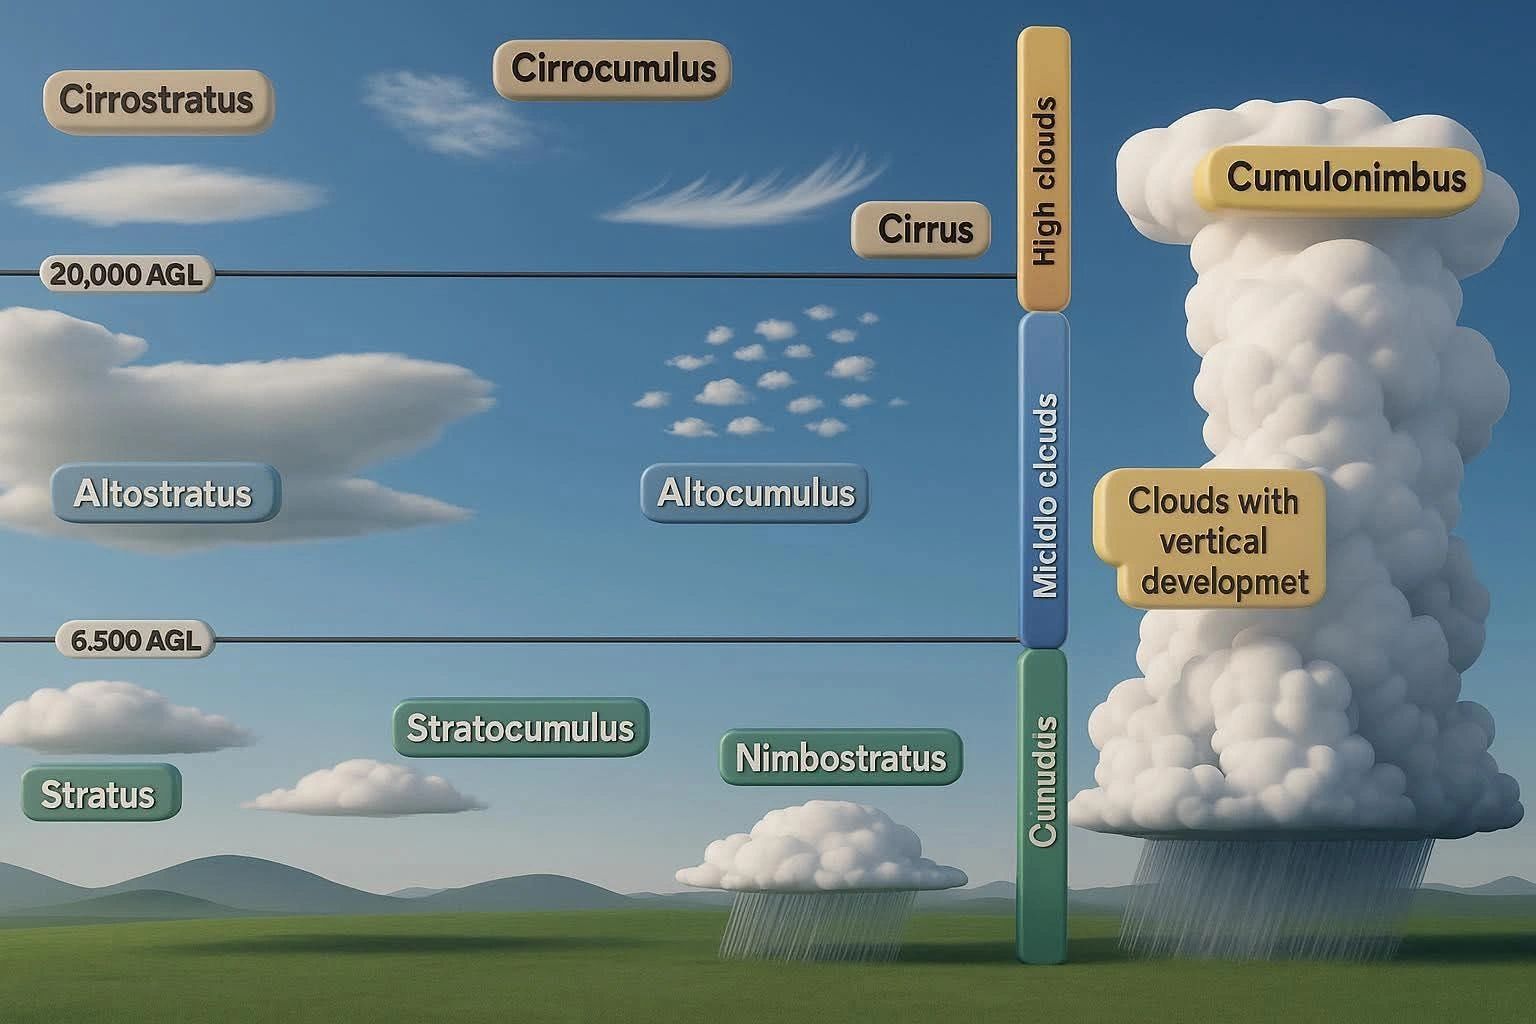 Cirrostratus
Cirrocumulus
Cirrus
High clouds
Cumulonimbus
20,000 AGL
Altostratus
Altocumulus
Micldlo clcuds
Clouds with
vertical
developmet
6.500 AGL
Stratus
Stratocumulus
Nimbostratus
Cunuddus